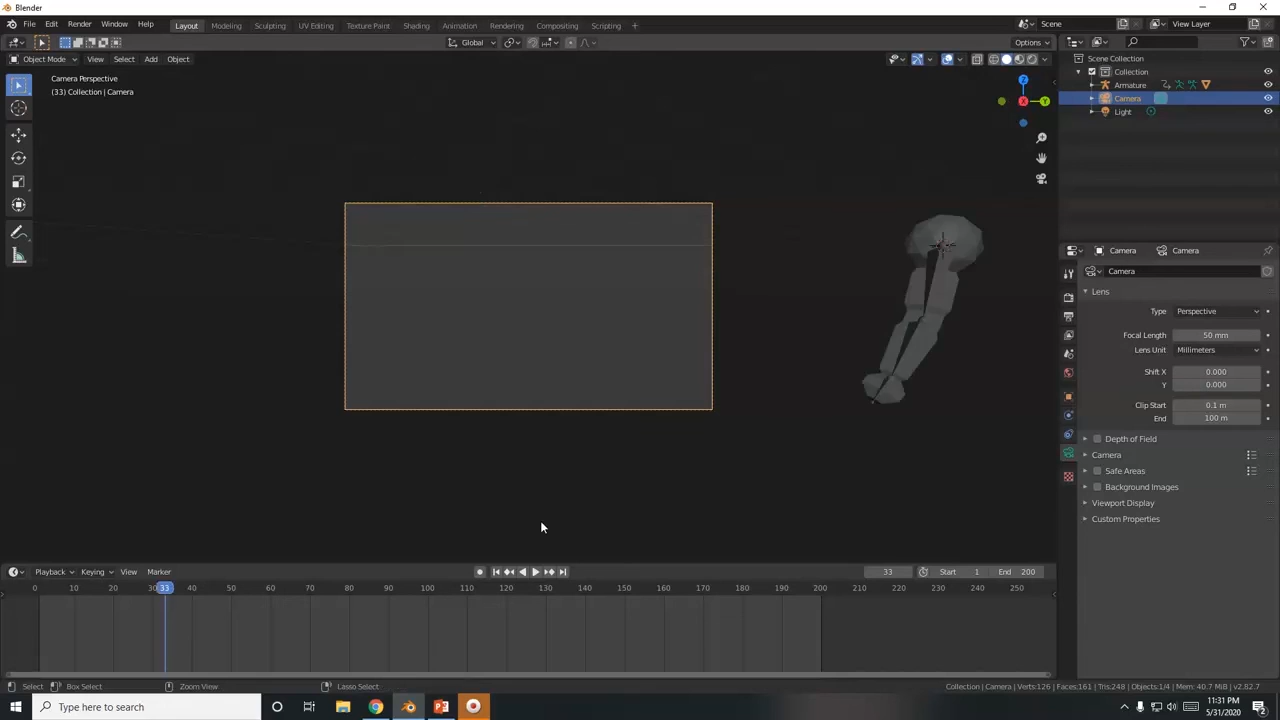 Blender
File Edit Render Window Help Layout Modeling Sculpting UV Editing Texture Paint Shading Animation Rendering Compositing Scripting + Scene View Layer
Global Options
Object Mode View Select Add Object
Camera Perspective
(33) Collection | Camera
Z
X
Y
Scene Collection
Collection
Armature
Camera
Light
Camera Camera
Camera
Lens
Type Perspective
Focal Length 50 mm
Lens Unit Millimeters
Shift X 0.000
Y 0.000
Clip Start 0.1 m
End 100 m
Depth of Field
Camera
Safe Areas
Background Images
Viewport Display
Custom Properties
Playback Keying View Marker 33 Start 1 End 200
0 10 20 30 33 40 50 60 70 80 90 100 110 120 130 140 150 160 170 180 190 200 210 220 230 240 250
Select Box Select Zoom View Lasso Select Collection | Camera | Verts:126 | Faces:161 | Tris:248 | Objects:1/4 | Mem: 40.7 MiB | v2.82.7
Type here to search
11:31 PM
5/31/2020
2